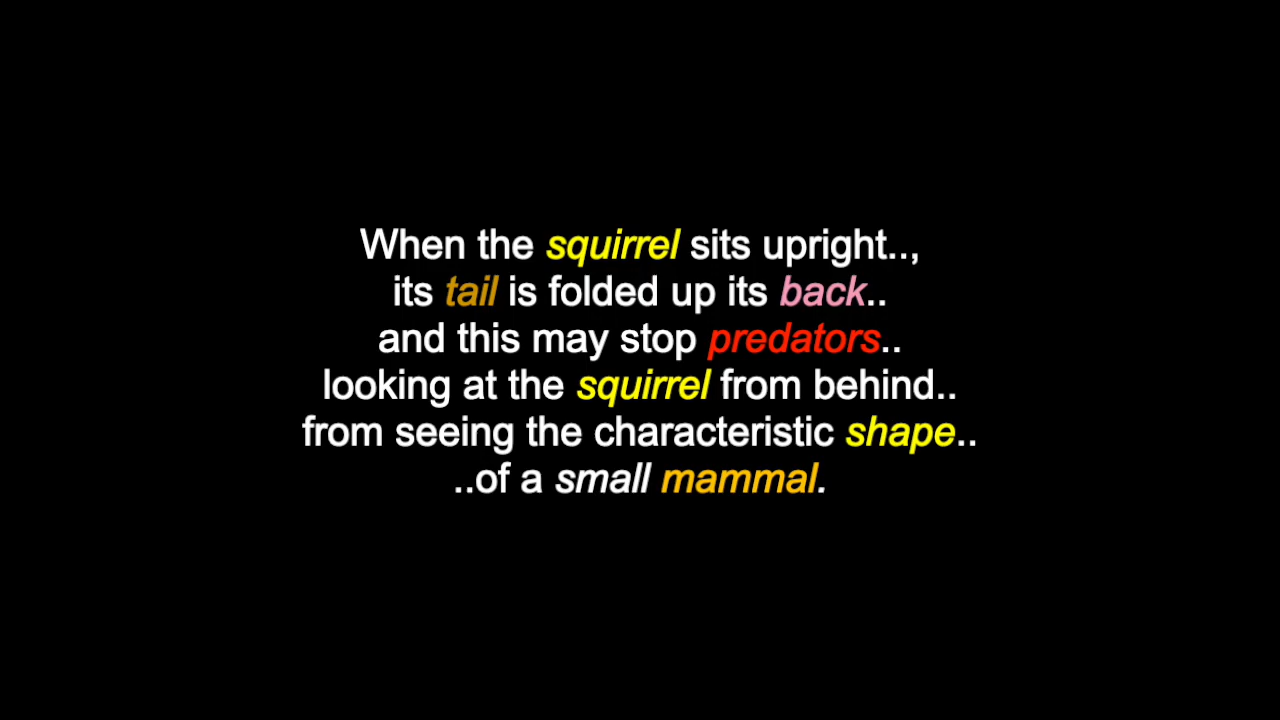 When the squirrel sits upright..,
its tail is folded up its back..
and this may stop predators..
looking at the squirrel from behind..
from seeing the characteristic shape..
..of a small mammal.